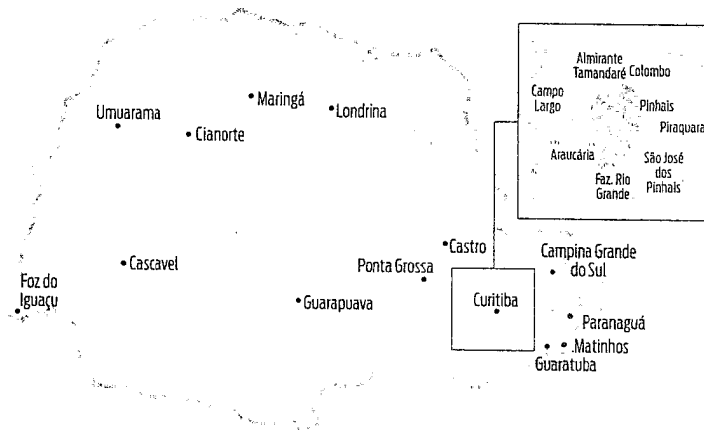 Almirante
Tamandaré
Colombo
Campo
Largo
Pinhais
Piraquara
Araucária
São José
dos
Pinhais
Faz. Rio
Grande
Maringá
Londrina
Umuarama
Cianorte
Castro
Campina Grande
do Sul
Cascavel
Ponta Grossa
Foz do
Iguaçu
Guarapuava
Curitiba
Paranaguá
Matinhos
Guaratuba